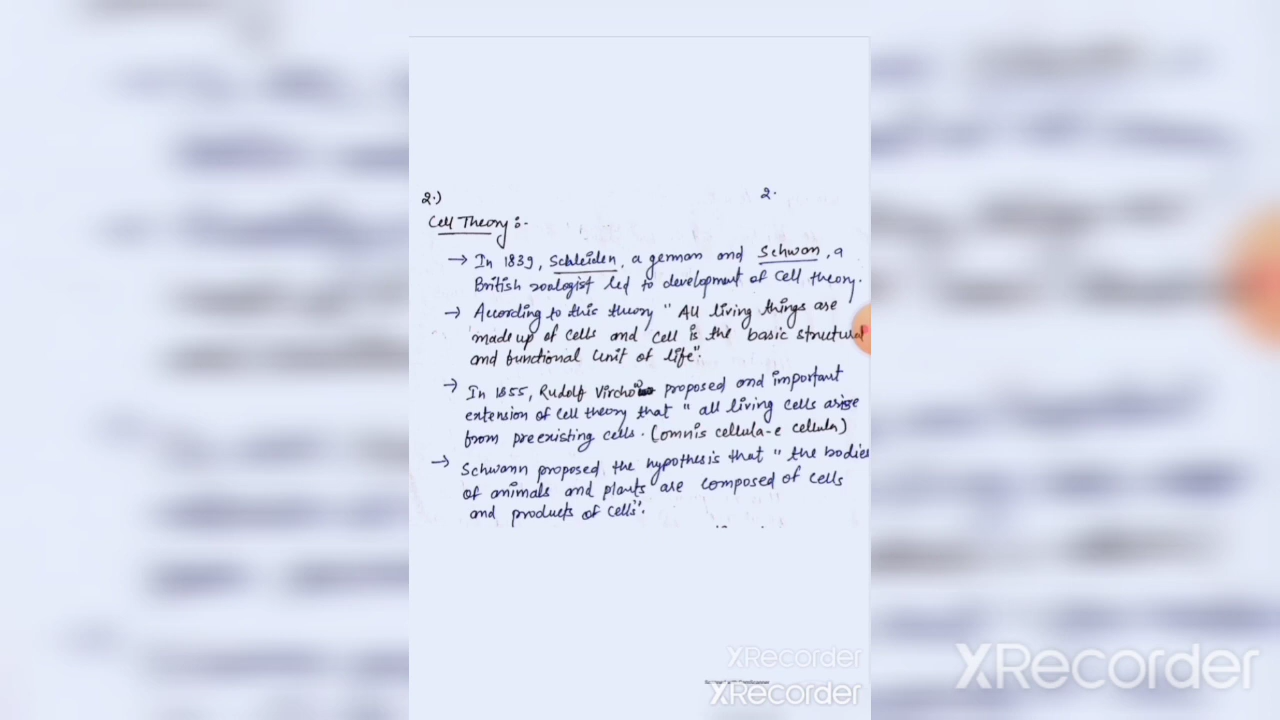 2.)
2.
Cell Theory :-
→ In 1839, Schleiden, a german and Schwon, a
British zoologist led to development of cell theory.
→ According to this theory " All living things are
made up of cells and cell is the basic structural
and functional unit of life".
→ In 1855, Rudolf Virchow proposed and important
extension of cell theory that " all living cells arise
from preexisting cells. (omnis cellula-e cellula)
→ Schwann proposed the hypothesis that " the bodies
of animals and plants are composed of cells
and products of cells".
XRecorder
XRecorder
XRecorder